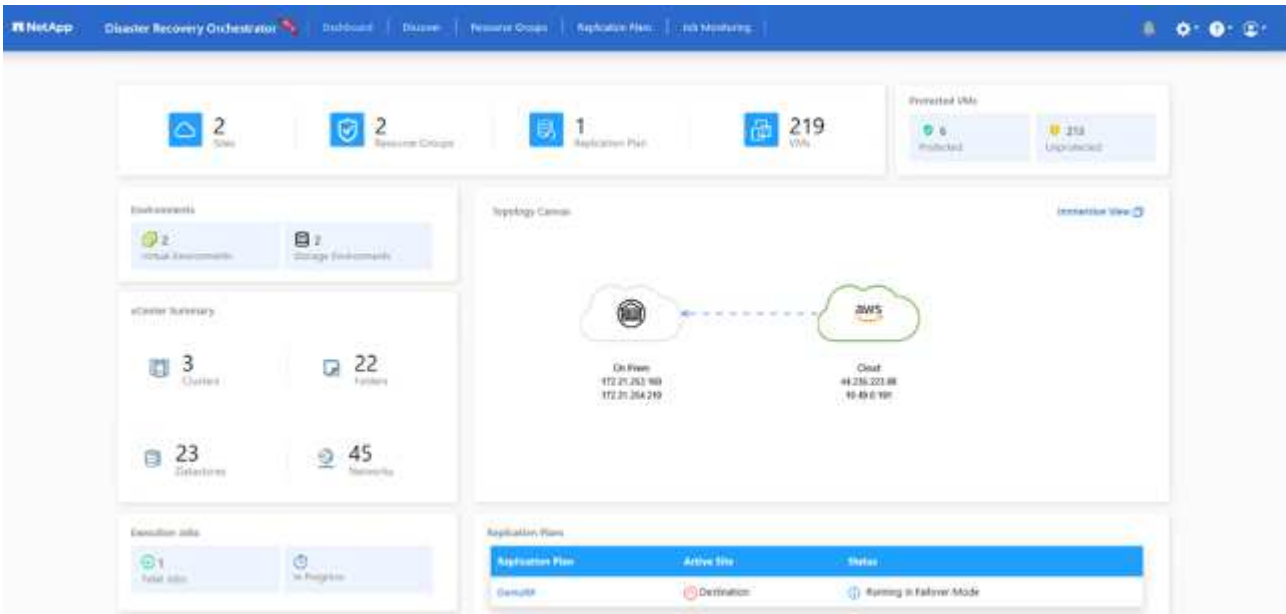 NetApp Disaster Recovery Orchestrator Dashboard Discover Resource Groups Replication Plans Job Monitoring
2 Sites
2 Resource Groups
1 Replication Plan
219 VMs
Protected VMs
6 Protected
213 Unprotected
Environments
2 Virtual Environments
2 Storage Environments
Topology Canvas
Immersive View
vCenter Summary
3 Clusters
22 Folders
23 Datastores
45 Networks
aws
On Prem
Cloud
Execution Jobs
1 Total Jobs
In Progress
Replication Plans
Replication Plan Active Site Status
DemoRP Destination Running In Failover Mode